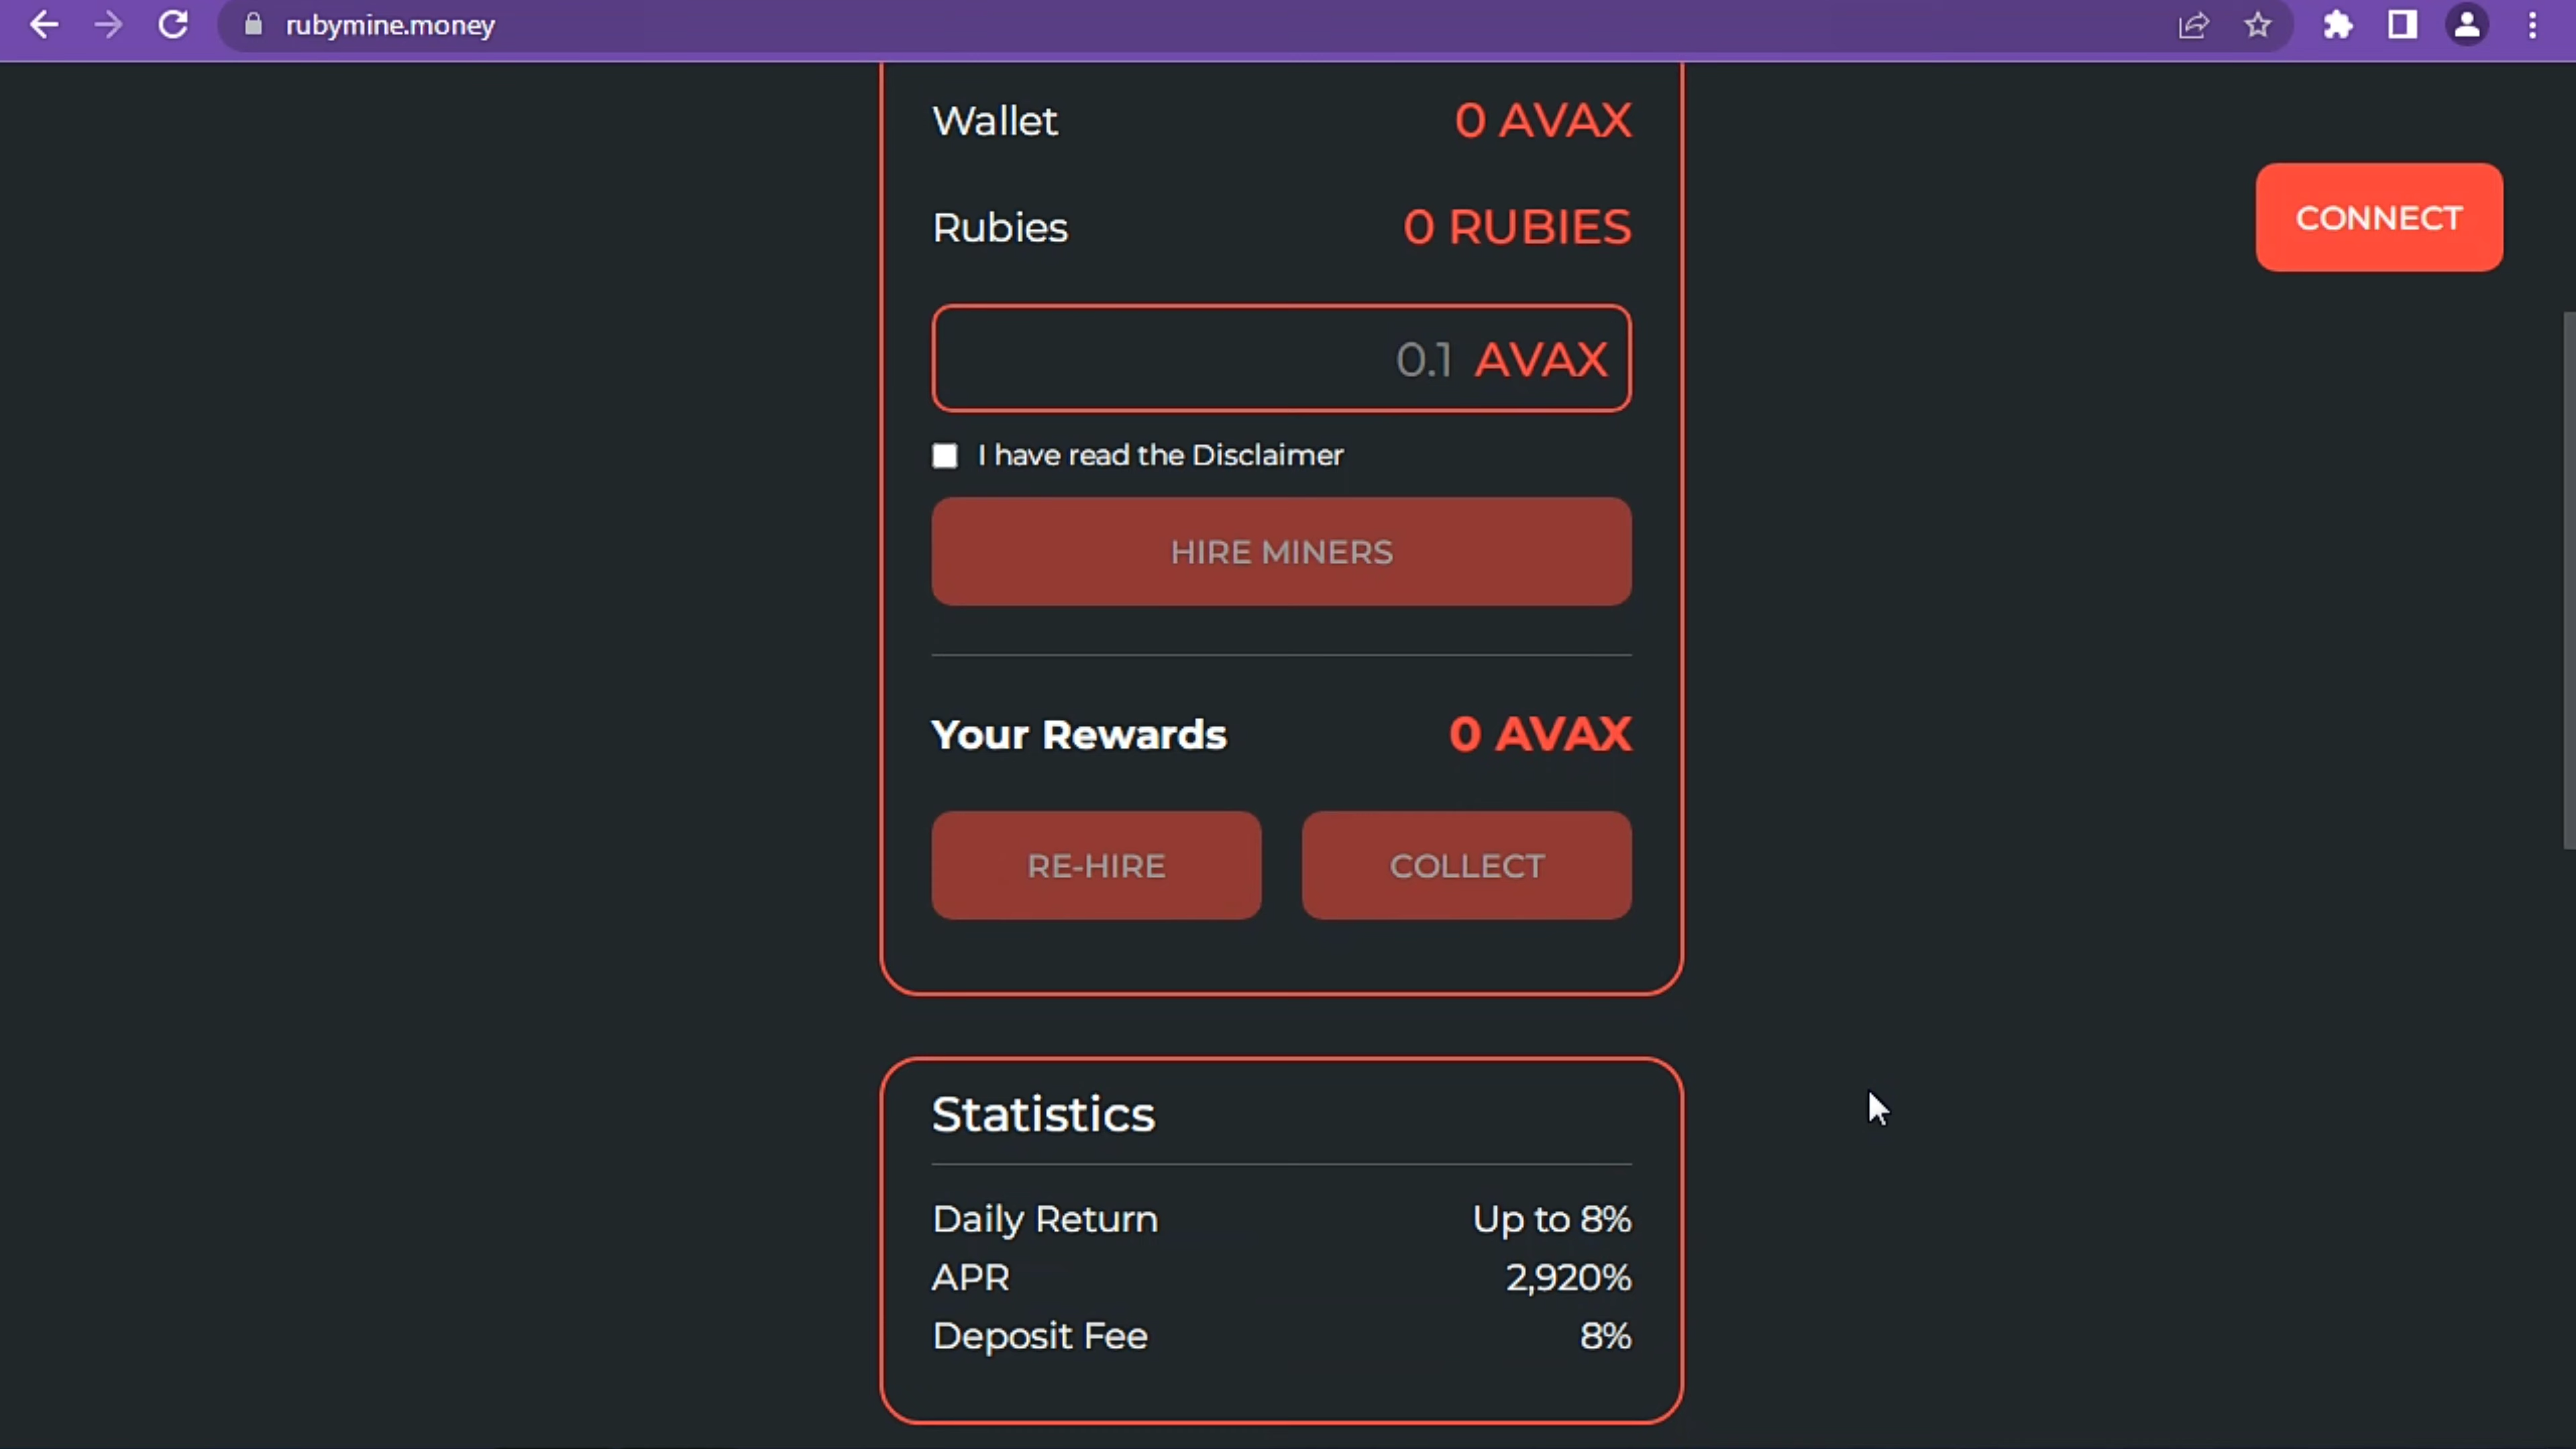 rubymine.money
Wallet 0 AVAX
CONNECT
Rubies 0 RUBIES
0.1 AVAX
I have read the Disclaimer
HIRE MINERS
Your Rewards 0 AVAX
RE-HIRE COLLECT
Statistics
Daily Return Up to 8%
APR 2,920%
Deposit Fee 8%